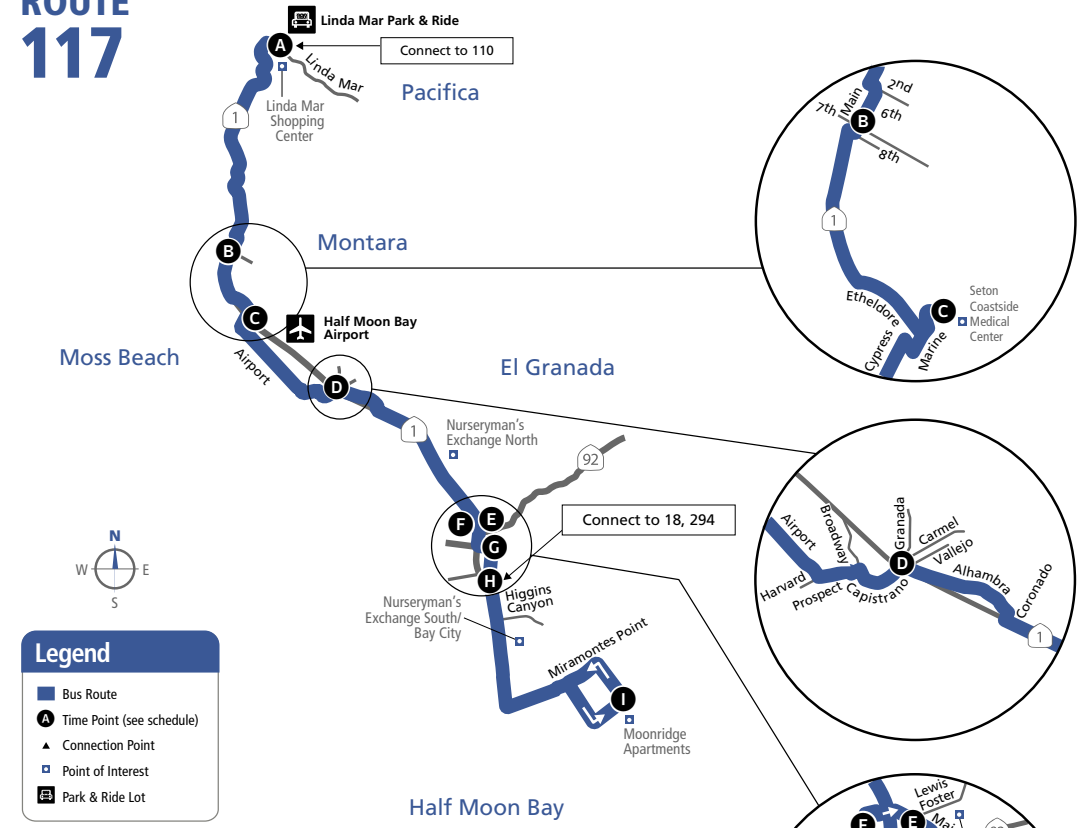 ROUTE
117
Linda Mar Park & Ride
A
Connect to 110
Linda Mar
Pacifica
Linda Mar
Shopping
Center
1
B
Montara
C
Half Moon Bay
Airport
Moss Beach
Airport
D
El Granada
1
Nurseryman's
Exchange North
92
F
E
G
Connect to 18, 294
H
Higgins
Canyon
Nurseryman's
Exchange South/
Bay City
Miramontes Point
I
Moonridge
Apartments
Half Moon Bay
N
W
E
S
Legend
Bus Route
A
Time Point (see schedule)
Connection Point
Point of Interest
Park & Ride Lot
2nd
Main
7th
6th
B
8th
1
Etheldore
C
Seton
Coastside
Medical
Center
Cypress
Marine
Airport
Broadway
Granada
Carmel
Vallejo
D
Harvard
Prospect
Capistrano
Alhambra
Coronado
1
Lewis
Foster